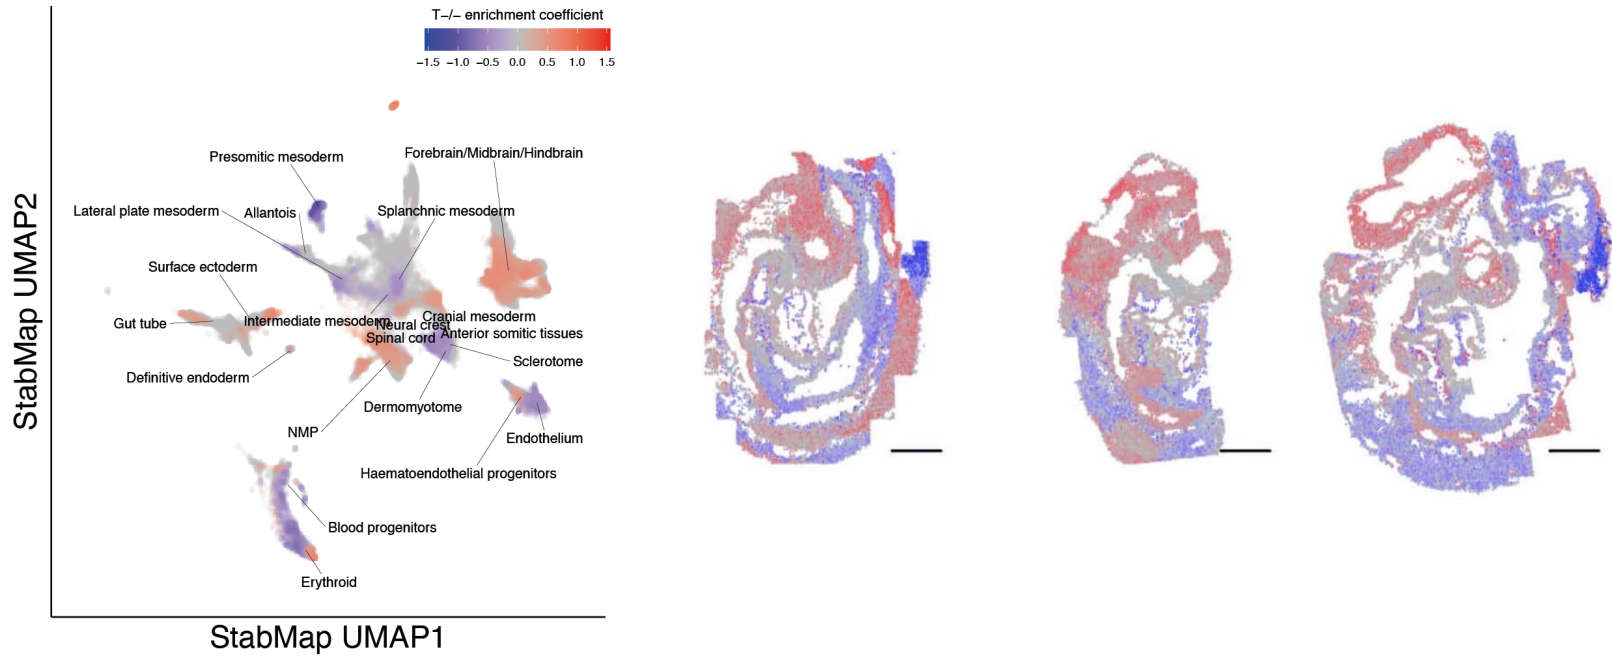 T−/− enrichment coefficient
−1.5 −1.0 −0.5 0.0 0.5 1.0 1.5
Presomitic mesoderm
Forebrain/Midbrain/Hindbrain
Lateral plate mesoderm
Allantois
Splanchnic mesoderm
Surface ectoderm
Gut tube
Intermediate mesoderm
Cranial mesoderm
Neural crest
Anterior somitic tissues
Spinal cord
Sclerotome
Definitive endoderm
Dermomyotome
NMP
Endothelium
Haematoendothelial progenitors
Blood progenitors
Erythroid
StabMap UMAP2
StabMap UMAP1